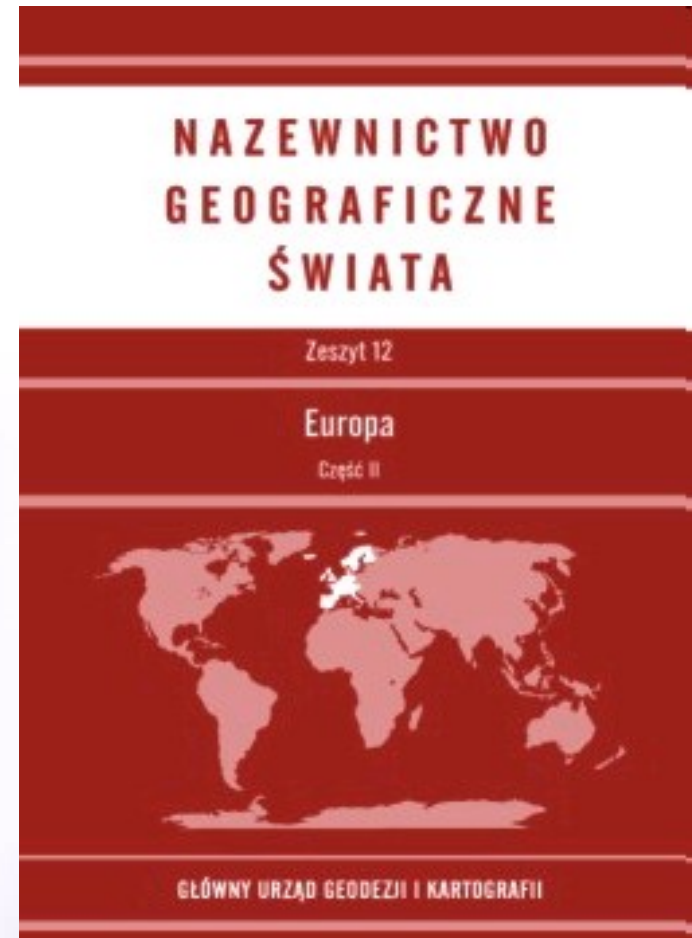 NAZEWNICTWO
GEOGRAFICZNE
ŚWIATA
Zeszyt 12
Europa
Część II
GŁÓWNY URZĄD GEODEZJI I KARTOGRAFII